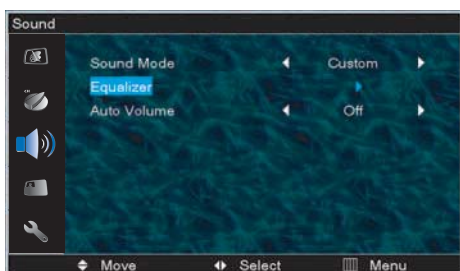 Sound
Sound Mode Custom
Equalizer
Auto Volume Off
Move Select Menu